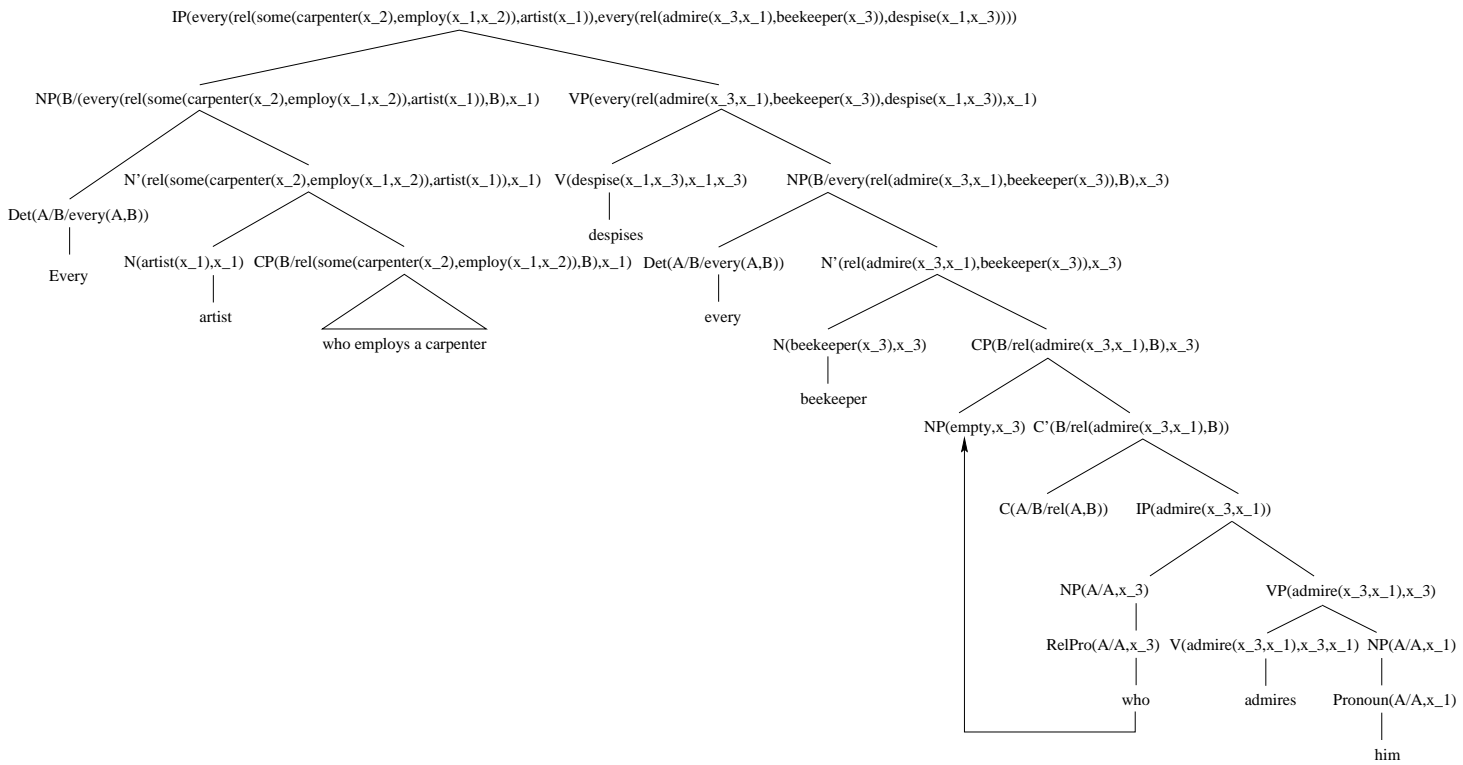 IP(every(rel(some(carpenter(x_2),employ(x_1,x_2)),artist(x_1)),every(rel(admire(x_3,x_1),beekeeper(x_3)),despise(x_1,x_3))))
NP(B/(every(rel(some(carpenter(x_2),employ(x_1,x_2)),artist(x_1)),B),x_1) VP(every(rel(admire(x_3,x_1),beekeeper(x_3)),despise(x_1,x_3)),x_1)
N'(rel(some(carpenter(x_2),employ(x_1,x_2)),artist(x_1)),x_1) V(despise(x_1,x_3),x_1,x_3) NP(B/every(rel(admire(x_3,x_1),beekeeper(x_3)),B),x_3)
Det(A/B/every(A,B))
despises
Every N(artist(x_1),x_1) CP(B/rel(some(carpenter(x_2),employ(x_1,x_2)),B),x_1) Det(A/B/every(A,B)) N'(rel(admire(x_3,x_1),beekeeper(x_3)),x_3)
artist every
who employs a carpenter N(beekeeper(x_3),x_3) CP(B/rel(admire(x_3,x_1),B),x_3)
beekeeper
NP(empty,x_3) C'(B/rel(admire(x_3,x_1),B))
C(A/B/rel(A,B)) IP(admire(x_3,x_1))
NP(A/A,x_3) VP(admire(x_3,x_1),x_3)
RelPro(A/A,x_3) V(admire(x_3,x_1),x_3,x_1) NP(A/A,x_1)
who admires Pronoun(A/A,x_1)
him